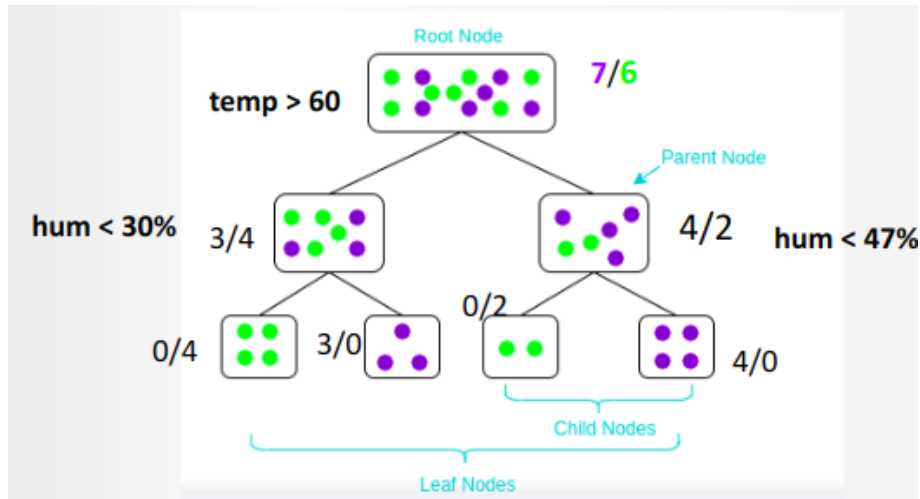 Root Node
7/6
temp > 60
Parent Node
hum < 30%
3/4
4/2
hum < 47%
0/4
3/0
0/2
4/0
Child Nodes
Leaf Nodes